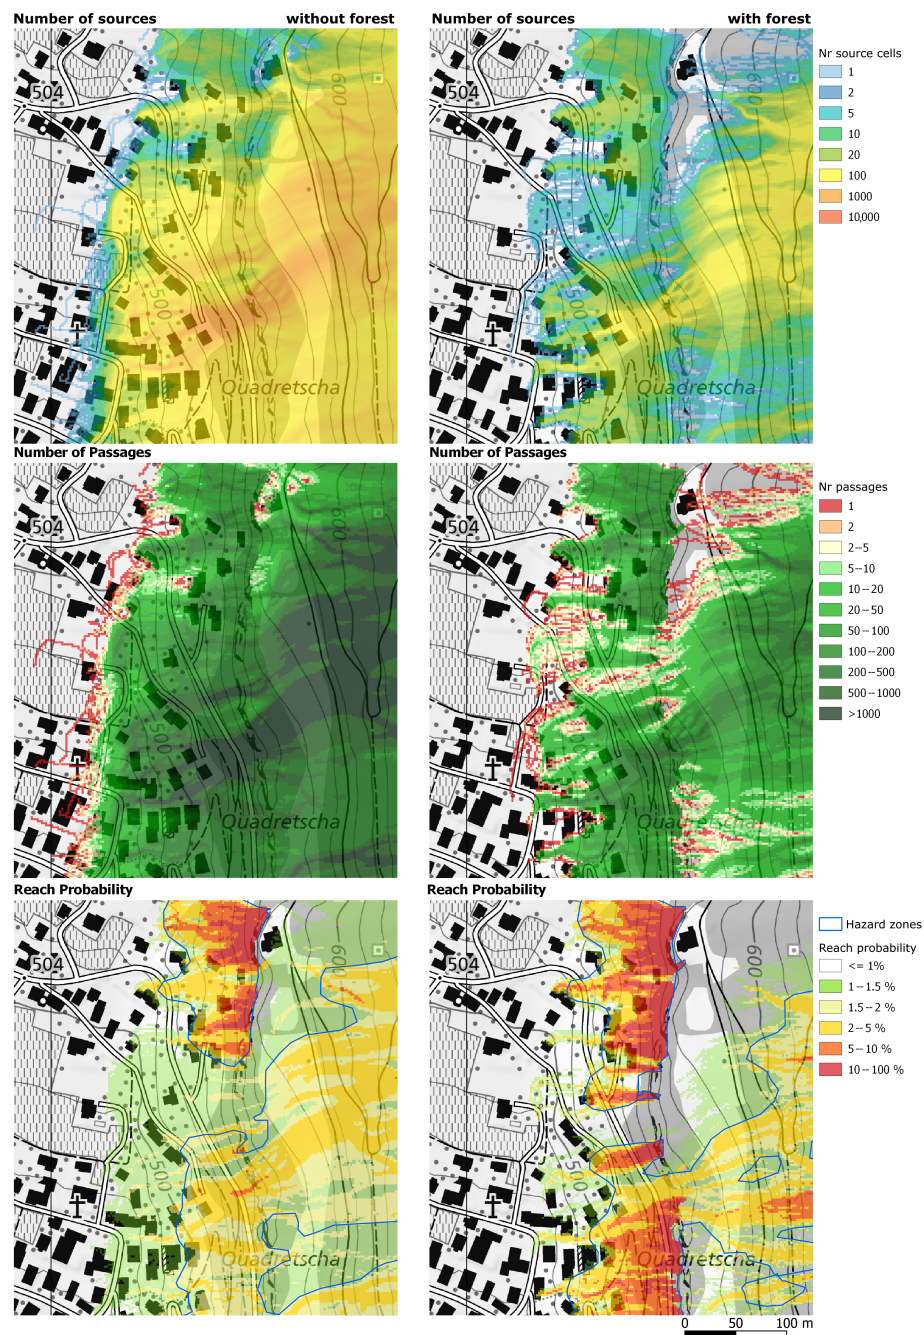 Number of sources without forest
Number of sources with forest
Nr source cells
1
2
5
10
20
100
1000
10,000
504
600
500
Quadretscha
504
600
500
Quadretscha
Number of Passages
Number of Passages
Nr passages
1
2
2--5
5--10
10--20
20--50
50--100
100--200
200--500
500--1000
>1000
504
600
500
Quadretscha
504
600
500
Quadretscha
Reach Probability
Reach Probability
Hazard zones
Reach probability
<= 1%
1--1.5 %
1.5--2 %
2--5 %
5--10 %
10--100 %
504
600
500
Quadretscha
504
600
500
Quadretscha
0 50 100 m